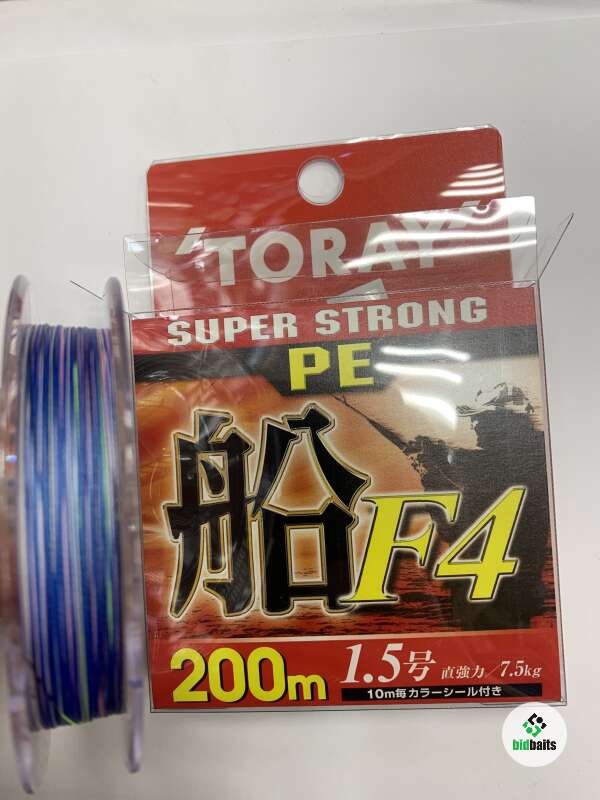 'TORAY'
SUPER STRONG
PE
船F4
200m 1.5号 直強力/7.5kg
10m毎カラーシール付き
bidbaits